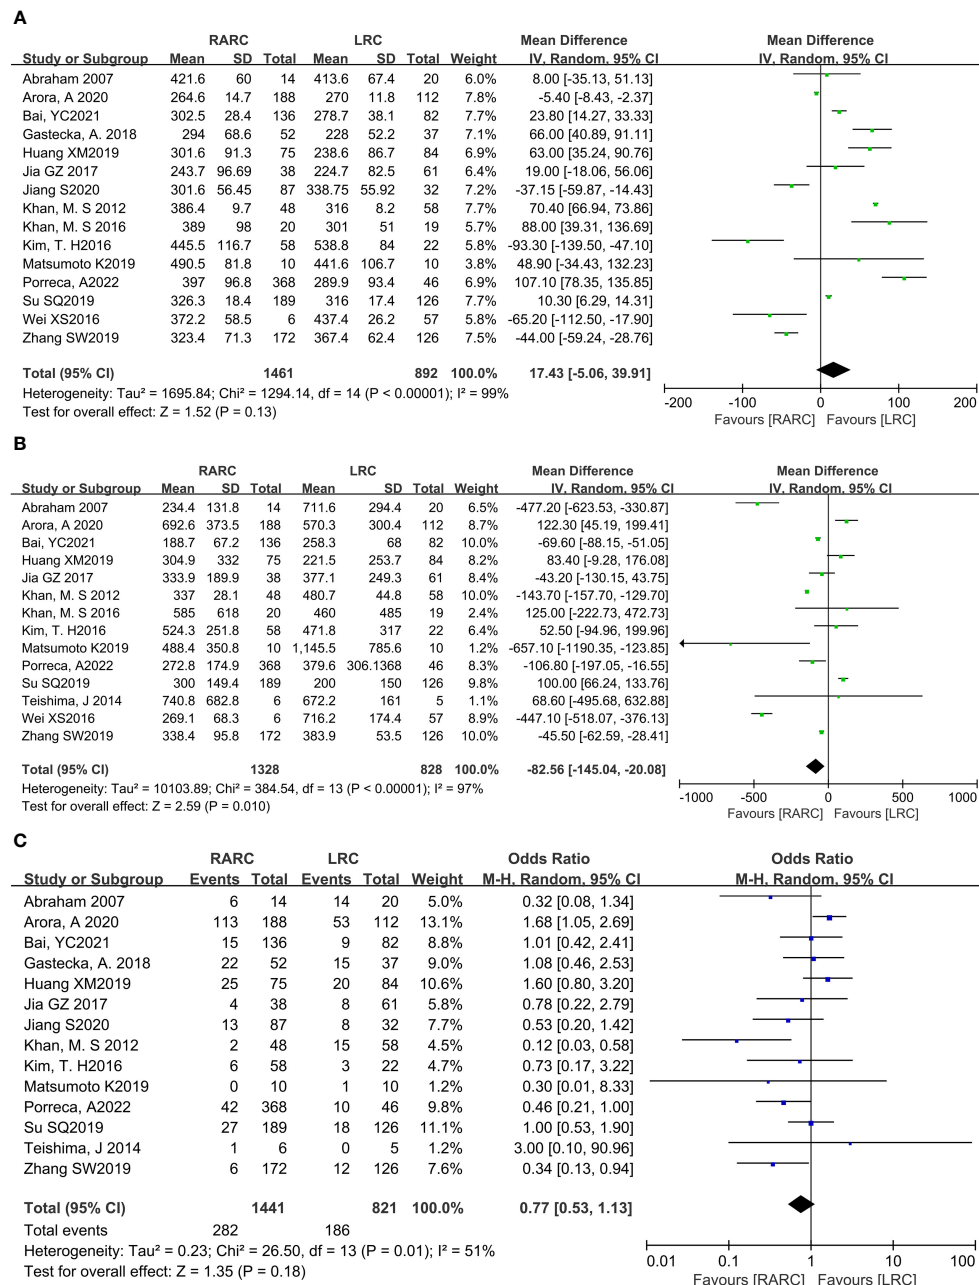 A
RARC LRC Mean Difference Mean Difference
Study or Subgroup Mean SD Total Mean SD Total Weight IV, Random, 95% CI IV, Random, 95% CI
Abraham 2007 421.6 60 14 413.6 67.4 20 6.0% 8.00 [-35.13, 51.13]
Arora, A 2020 264.6 14.7 188 270 11.8 112 7.8% -5.40 [-8.43, -2.37]
Bai, YC2021 302.5 28.4 136 278.7 38.1 82 7.7% 23.80 [14.27, 33.33]
Gastecka, A. 2018 294 68.6 52 228 52.2 37 7.1% 66.00 [40.89, 91.11]
Huang XM2019 301.6 91.3 75 238.6 86.7 84 6.9% 63.00 [35.24, 90.76]
Jia GZ 2017 243.7 96.69 38 224.7 82.5 61 6.4% 19.00 [-18.06, 56.06]
Jiang S2020 301.6 56.45 87 338.75 55.92 32 7.2% -37.15 [-59.87, -14.43]
Khan, M. S 2012 386.4 9.7 48 316 8.2 58 7.7% 70.40 [66.94, 73.86]
Khan, M. S 2016 389 98 20 301 51 19 5.7% 88.00 [39.31, 136.69]
Kim, T. H2016 445.5 116.7 58 538.8 84 22 5.8% -93.30 [-139.50, -47.10]
Matsumoto K2019 490.5 81.8 10 441.6 106.7 10 3.8% 48.90 [-34.43, 132.23]
Porreca, A2022 397 96.8 368 289.9 93.4 46 6.9% 107.10 [78.35, 135.85]
Su SQ2019 326.3 18.4 189 316 17.4 126 7.7% 10.30 [6.29, 14.31]
Wei XS2016 372.2 58.5 6 437.4 26.2 57 5.8% -65.20 [-112.50, -17.90]
Zhang SW2019 323.4 71.3 172 367.4 62.4 126 7.5% -44.00 [-59.24, -28.76]
Total (95% CI) 1461 892 100.0% 17.43 [-5.06, 39.91]
Heterogeneity: Tau² = 1695.84; Chi² = 1294.14, df = 14 (P < 0.00001); I² = 99%
Test for overall effect: Z = 1.52 (P = 0.13)
-200 -100 0 100 200
Favours [RARC] Favours [LRC]
B
RARC LRC Mean Difference Mean Difference
Study or Subgroup Mean SD Total Mean SD Total Weight IV, Random, 95% CI IV, Random, 95% CI
Abraham 2007 234.4 131.8 14 711.6 294.4 20 6.5% -477.20 [-623.53, -330.87]
Arora, A 2020 692.6 373.5 188 570.3 300.4 112 8.7% 122.30 [45.19, 199.41]
Bai, YC2021 188.7 67.2 136 258.3 68 82 10.0% -69.60 [-88.15, -51.05]
Huang XM2019 304.9 332 75 221.5 253.7 84 8.2% 83.40 [-9.28, 176.08]
Jia GZ 2017 333.9 189.9 38 377.1 249.3 61 8.4% -43.20 [-130.15, 43.75]
Khan, M. S 2012 337 28.1 48 480.7 44.8 58 10.0% -143.70 [-157.70, -129.70]
Khan, M. S 2016 585 618 20 460 485 19 2.4% 125.00 [-222.73, 472.73]
Kim, T. H2016 524.3 251.8 58 471.8 317 22 6.4% 52.50 [-94.96, 199.96]
Matsumoto K2019 488.4 350.8 10 1,145.5 785.6 10 1.2% -657.10 [-1190.35, -123.85]
Porreca, A2022 272.8 174.9 368 379.6 306.1368 46 8.3% -106.80 [-197.05, -16.55]
Su SQ2019 300 149.4 189 200 150 126 9.8% 100.00 [66.24, 133.76]
Teishima, J 2014 740.8 682.8 6 672.2 161 5 1.1% 68.60 [-495.68, 632.88]
Wei XS2016 269.1 68.3 6 716.2 174.4 57 8.9% -447.10 [-518.07, -376.13]
Zhang SW2019 338.4 95.8 172 383.9 53.5 126 10.0% -45.50 [-62.59, -28.41]
Total (95% CI) 1328 828 100.0% -82.56 [-145.04, -20.08]
Heterogeneity: Tau² = 10103.89; Chi² = 384.54, df = 13 (P < 0.00001); I² = 97%
Test for overall effect: Z = 2.59 (P = 0.010)
-1000 -500 0 500 1000
Favours [RARC] Favours [LRC]
C
RARC LRC Odds Ratio Odds Ratio
Study or Subgroup Events Total Events Total Weight M-H, Random, 95% CI M-H, Random, 95% CI
Abraham 2007 6 14 14 20 5.0% 0.32 [0.08, 1.34]
Arora, A 2020 113 188 53 112 13.1% 1.68 [1.05, 2.69]
Bai, YC2021 15 136 9 82 8.8% 1.01 [0.42, 2.41]
Gastecka, A. 2018 22 52 15 37 9.0% 1.08 [0.46, 2.53]
Huang XM2019 25 75 20 84 10.6% 1.60 [0.80, 3.20]
Jia GZ 2017 4 38 8 61 5.8% 0.78 [0.22, 2.79]
Jiang S2020 13 87 8 32 7.7% 0.53 [0.20, 1.42]
Khan, M. S 2012 2 48 15 58 4.5% 0.12 [0.03, 0.58]
Kim, T. H2016 6 58 3 22 4.7% 0.73 [0.17, 3.22]
Matsumoto K2019 0 10 1 10 1.2% 0.30 [0.01, 8.33]
Porreca, A2022 42 368 10 46 9.8% 0.46 [0.21, 1.00]
Su SQ2019 27 189 18 126 11.1% 1.00 [0.53, 1.90]
Teishima, J 2014 1 6 0 5 1.2% 3.00 [0.10, 90.96]
Zhang SW2019 6 172 12 126 7.6% 0.34 [0.13, 0.94]
Total (95% CI) 1441 821 100.0% 0.77 [0.53, 1.13]
Total events 282 186
Heterogeneity: Tau² = 0.23; Chi² = 26.50, df = 13 (P = 0.01); I² = 51%
Test for overall effect: Z = 1.35 (P = 0.18)
0.01 0.1 1 10 100
Favours [RARC] Favours [LRC]